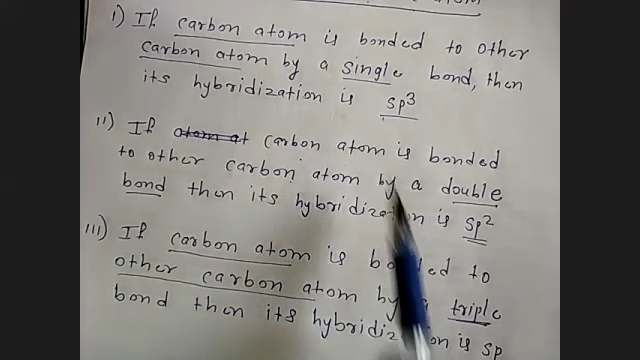 atom
i) If carbon atom is bonded to other
carbon atom by a single bond, then
its hybridization is sp³
ii) If carbon atom is bonded
to other carbon atom by a double
bond then its hybridization is sp²
iii) If carbon atom is bonded to
other carbon atom by triple
bond then its hybridization is sp